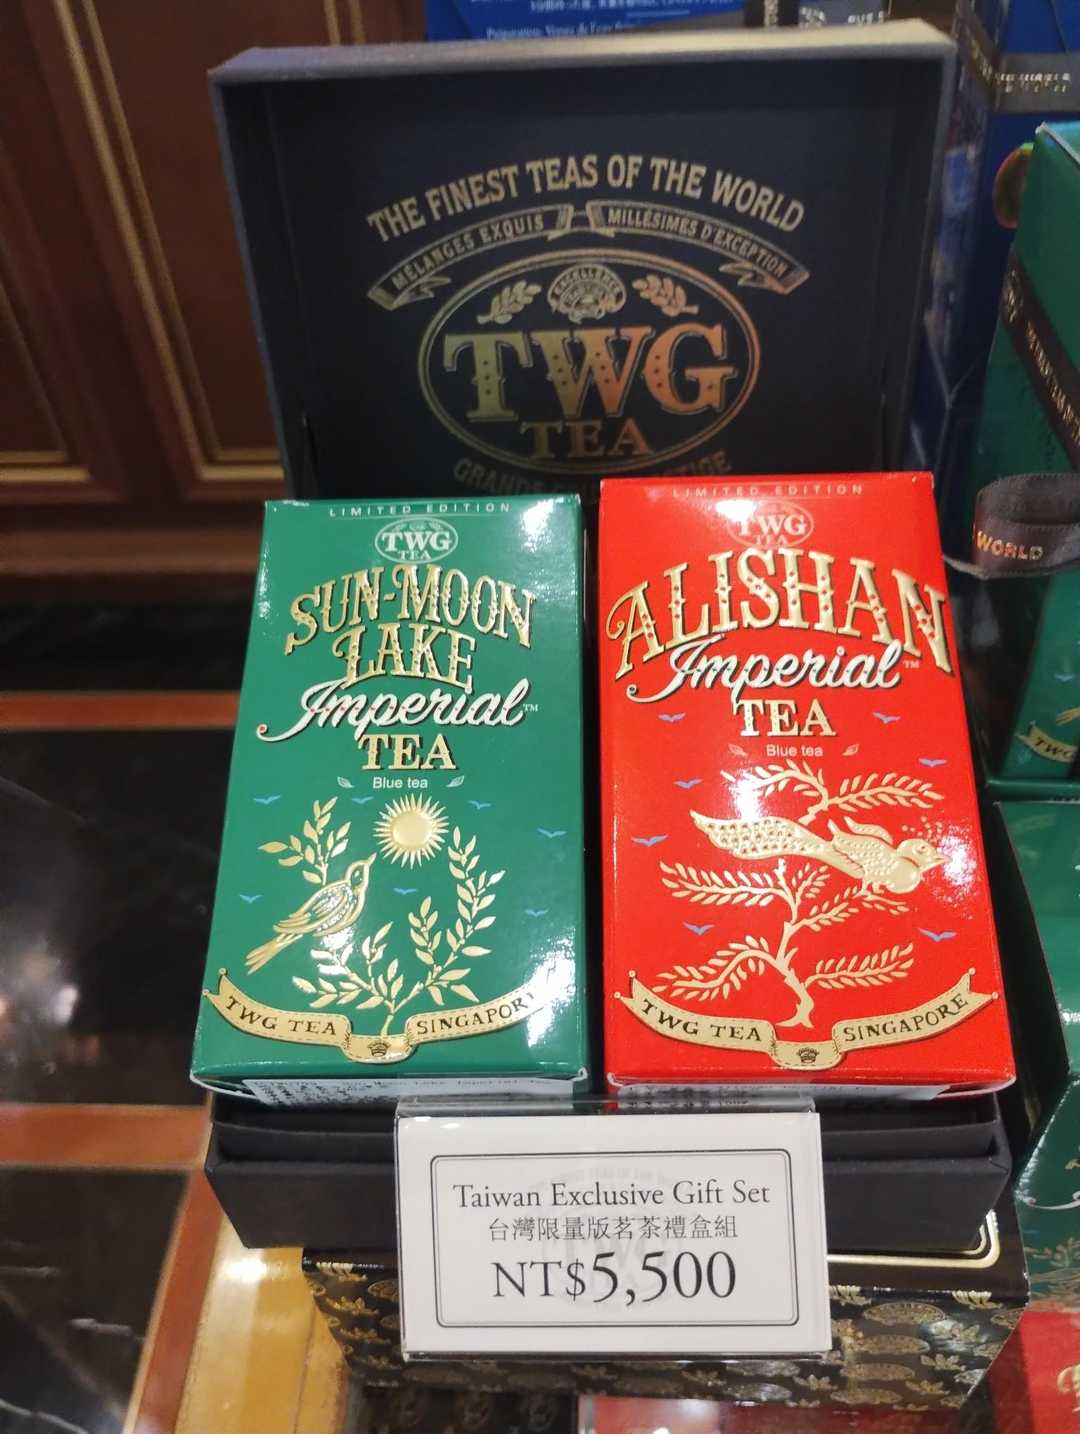 THE FINEST TEAS OF THE WORLD
MÉLANGES EXQUIS
MILLÉSIMES D'EXCEPTION
EXCELLENCE
TWG
TEA
LIMITED EDITION
TWG
TEA
SUN-MOON
LAKE
Imperial™
TEA
Blue tea
TWG TEA
SINGAPORE
LIMITED EDITION
TWG
TEA
ALISHAN
Imperial™
TEA
Blue tea
TWG TEA
SINGAPORE
WORLD
TWG
Taiwan Exclusive Gift Set
台灣限量版茗茶禮盒組
NT$5,500